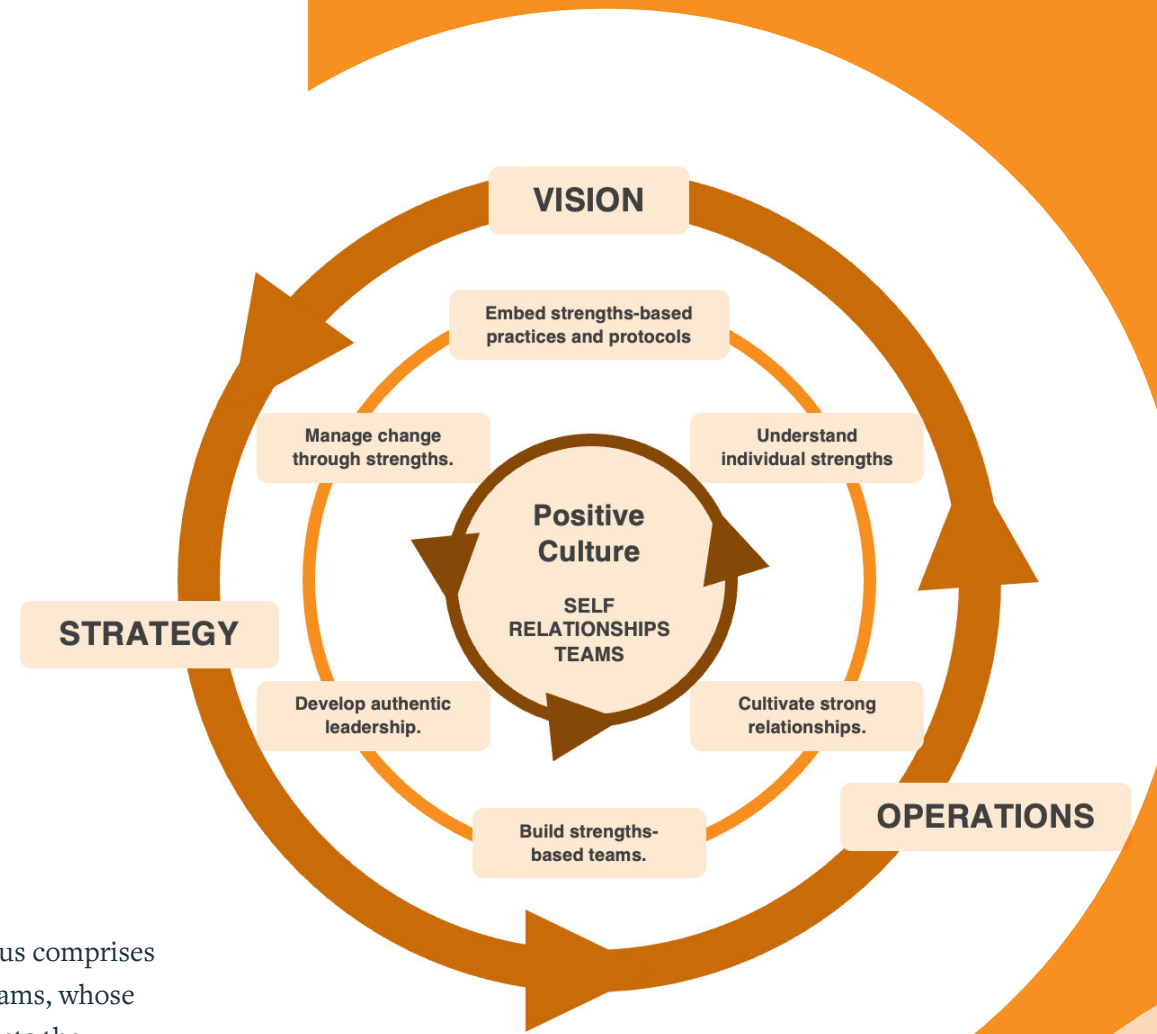 VISION
Embed strengths-based
practices and protocols
Manage change
through strengths.
Understand
individual strengths
Positive
Culture
SELF
RELATIONSHIPS
TEAMS
STRATEGY
Develop authentic
leadership.
Cultivate strong
relationships.
OPERATIONS
Build strengths-
based teams.
us comprises
ams, whose